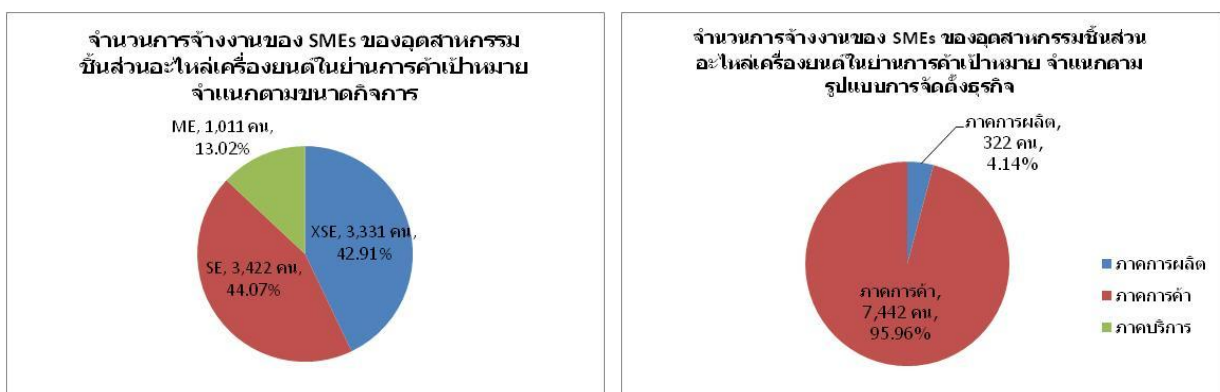 จำนวนการจ้างงานของ SMEs ของอุตสาหกรรม
ชิ้นส่วนอะไหล่เครื่องยนต์ในย่านการค้าเป้าหมาย
จำแนกตามขนาดกิจการ
ME, 1,011 คน,
13.02%
XSE, 3,331 คน,
42.91%
SE, 3,422 คน,
44.07%
จำนวนการจ้างงานของ SMEs ของอุตสาหกรรมชิ้นส่วน
อะไหล่เครื่องยนต์ในย่านการค้าเป้าหมาย จำแนกตาม
รูปแบบการจัดตั้งธุรกิจ
ภาคการผลิต,
322 คน,
4.14%
ภาคการค้า,
7,442 คน,
95.96%
ภาคการผลิต
ภาคการค้า
ภาคบริการ